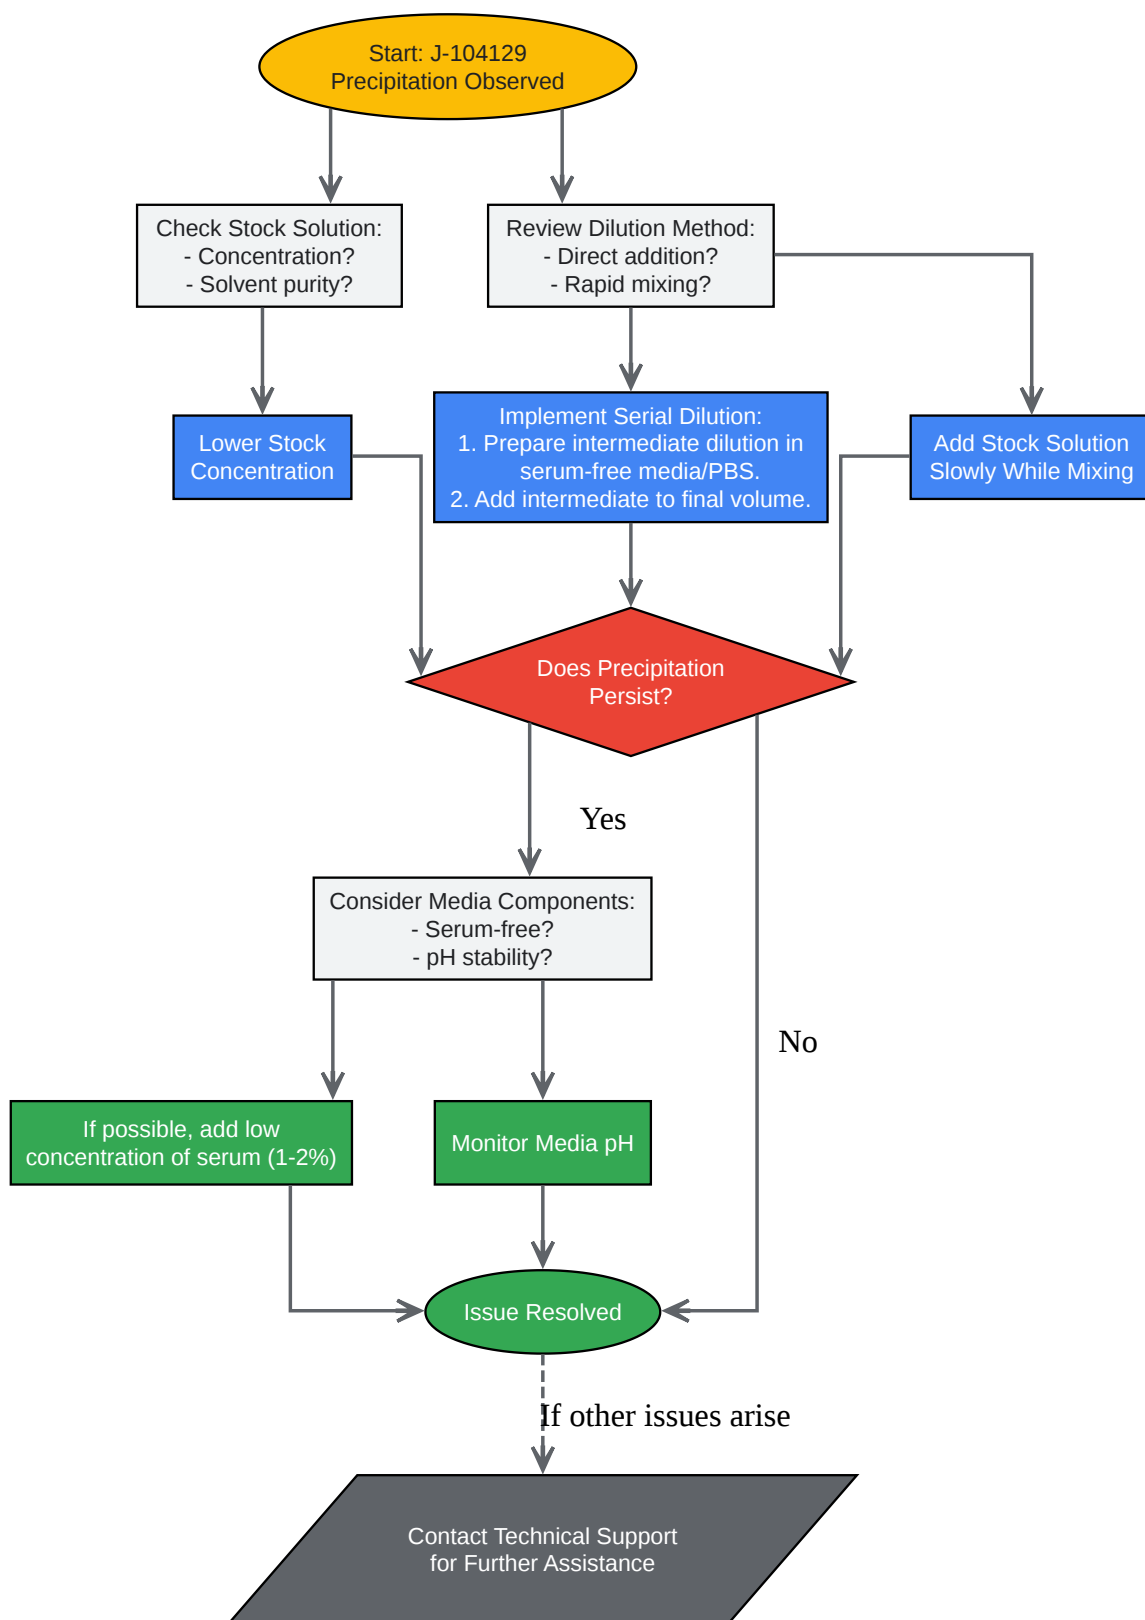 Start: J-104129
Precipitation Observed
Check Stock Solution:
- Concentration?
- Solvent purity?
Review Dilution Method:
- Direct addition?
- Rapid mixing?
Lower Stock
Concentration
Implement Serial Dilution:
1. Prepare intermediate dilution in
serum-free media/PBS.
2. Add intermediate to final volume.
Add Stock Solution
Slowly While Mixing
Does Precipitation
Persist?
Yes
Consider Media Components:
- Serum-free?
- pH stability?
No
If possible, add low
concentration of serum (1-2%)
Monitor Media pH
Issue Resolved
If other issues arise
Contact Technical Support
for Further Assistance